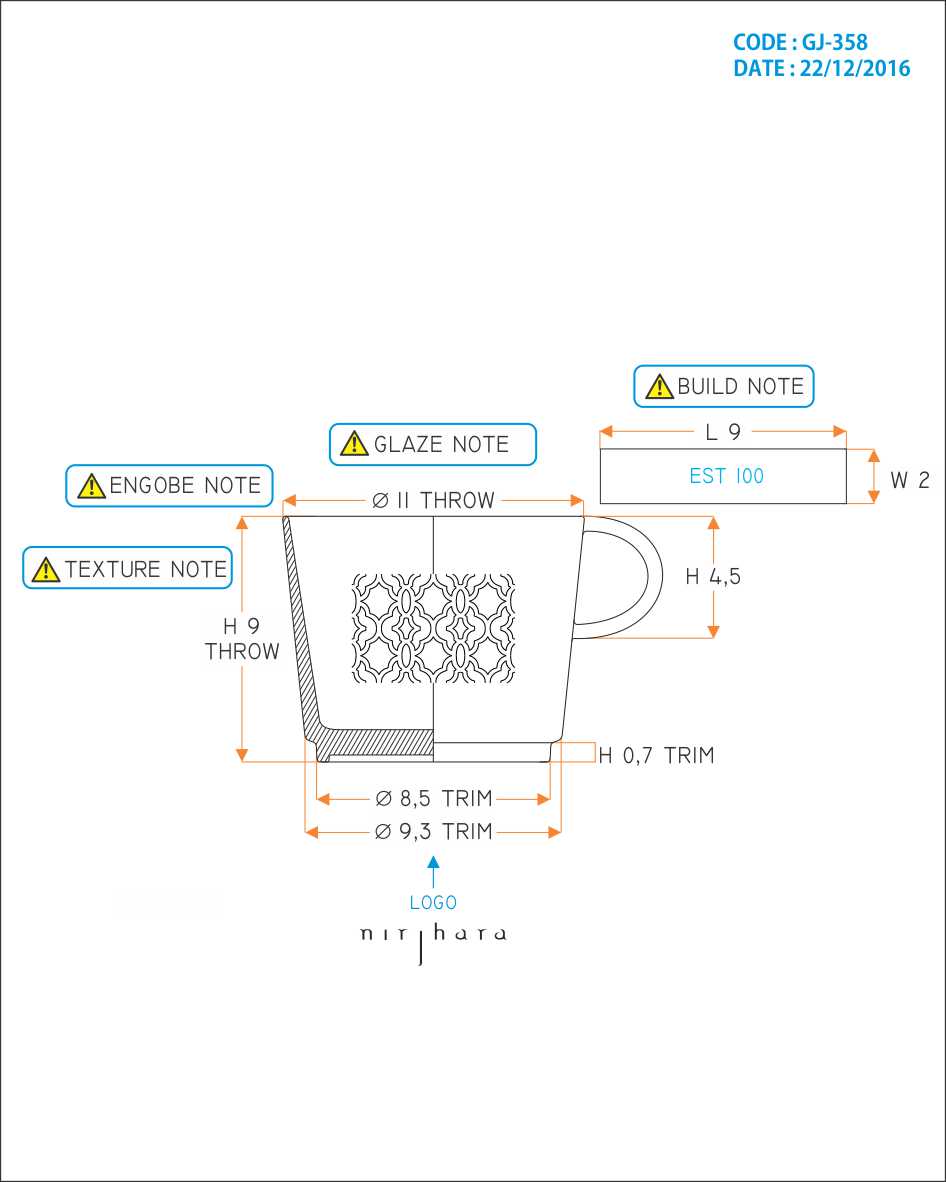 CODE : GJ-358
DATE : 22/12/2016
BUILD NOTE
L 9
EST 100
W 2
GLAZE NOTE
ENGOBE NOTE
Ø 11 THROW
TEXTURE NOTE
H 4,5
H 9
THROW
H 0,7 TRIM
Ø 8,5 TRIM
Ø 9,3 TRIM
LOGO
nirjhara